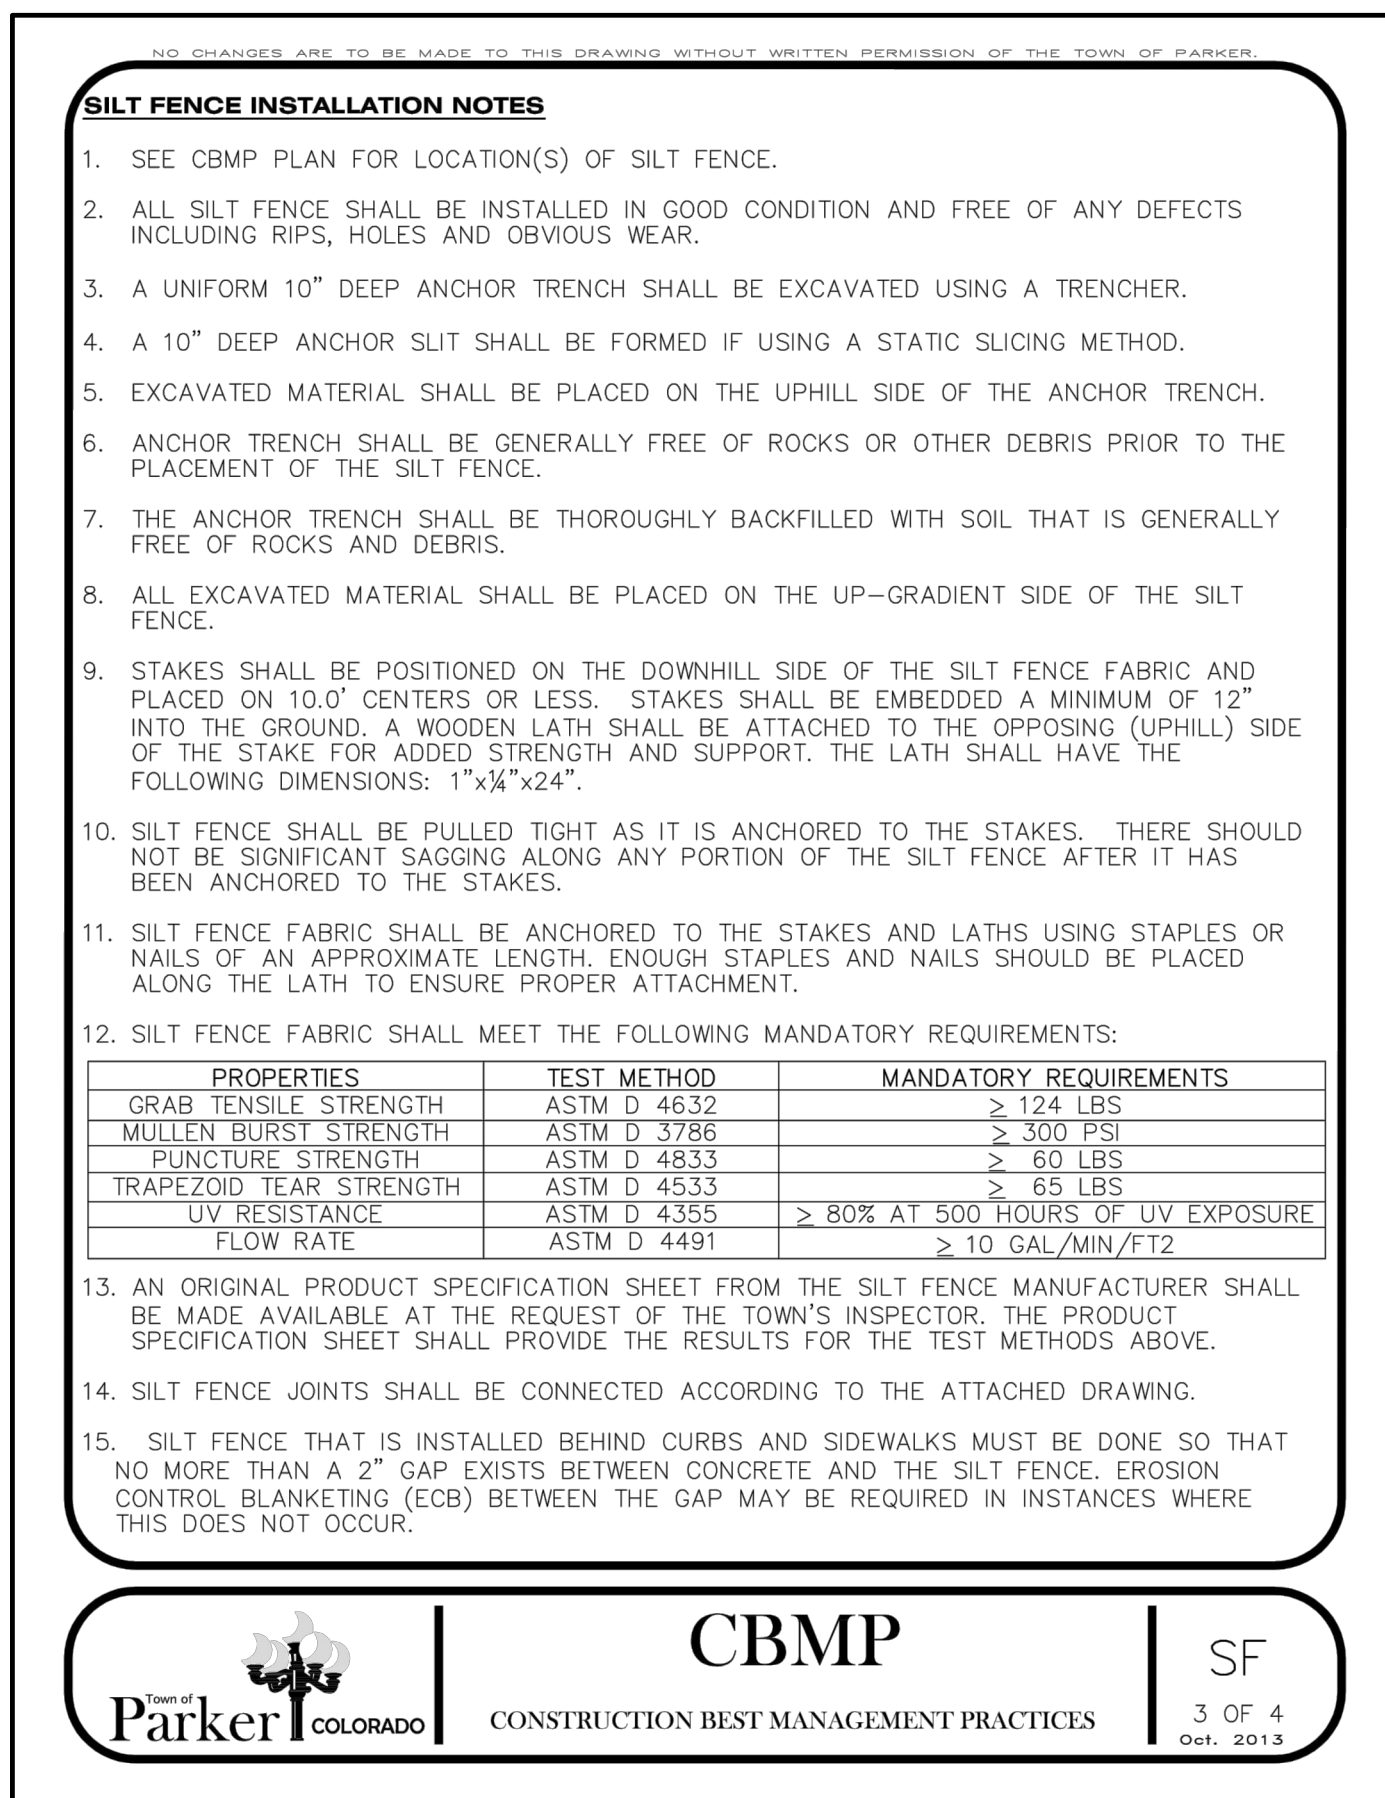 NO CHANGES ARE TO BE MADE TO THIS DRAWING WITHOUT WRITTEN PERMISSION OF THE TOWN OF PARKER.
SILT FENCE INSTALLATION NOTES
1. SEE CBMP PLAN FOR LOCATION(S) OF SILT FENCE.
2. ALL SILT FENCE SHALL BE INSTALLED IN GOOD CONDITION AND FREE OF ANY DEFECTS
INCLUDING RIPS, HOLES AND OBVIOUS WEAR.
3. A UNIFORM 10" DEEP ANCHOR TRENCH SHALL BE EXCAVATED USING A TRENCHER.
4. A 10" DEEP ANCHOR SLIT SHALL BE FORMED IF USING A STATIC SLICING METHOD.
5. EXCAVATED MATERIAL SHALL BE PLACED ON THE UPHILL SIDE OF THE ANCHOR TRENCH.
6. ANCHOR TRENCH SHALL BE GENERALLY FREE OF ROCKS OR OTHER DEBRIS PRIOR TO THE
PLACEMENT OF THE SILT FENCE.
7. THE ANCHOR TRENCH SHALL BE THOROUGHLY BACKFILLED WITH SOIL THAT IS GENERALLY
FREE OF ROCKS AND DEBRIS.
8. ALL EXCAVATED MATERIAL SHALL BE PLACED ON THE UP-GRADIENT SIDE OF THE SILT
FENCE.
9. STAKES SHALL BE POSITIONED ON THE DOWNHILL SIDE OF THE SILT FENCE FABRIC AND
PLACED ON 10.0' CENTERS OR LESS. STAKES SHALL BE EMBEDDED A MINIMUM OF 12"
INTO THE GROUND. A WOODEN LATH SHALL BE ATTACHED TO THE OPPOSING (UPHILL) SIDE
OF THE STAKE FOR ADDED STRENGTH AND SUPPORT. THE LATH SHALL HAVE THE
FOLLOWING DIMENSIONS: 1"x¼"x24".
10. SILT FENCE SHALL BE PULLED TIGHT AS IT IS ANCHORED TO THE STAKES. THERE SHOULD
NOT BE SIGNIFICANT SAGGING ALONG ANY PORTION OF THE SILT FENCE AFTER IT HAS
BEEN ANCHORED TO THE STAKES.
11. SILT FENCE FABRIC SHALL BE ANCHORED TO THE STAKES AND LATHS USING STAPLES OR
NAILS OF AN APPROXIMATE LENGTH. ENOUGH STAPLES AND NAILS SHOULD BE PLACED
ALONG THE LATH TO ENSURE PROPER ATTACHMENT.
12. SILT FENCE FABRIC SHALL MEET THE FOLLOWING MANDATORY REQUIREMENTS:
PROPERTIES TEST METHOD MANDATORY REQUIREMENTS
GRAB TENSILE STRENGTH ASTM D 4632 ≥ 124 LBS
MULLEN BURST STRENGTH ASTM D 3786 ≥ 300 PSI
PUNCTURE STRENGTH ASTM D 4833 ≥ 60 LBS
TRAPEZOID TEAR STRENGTH ASTM D 4533 ≥ 65 LBS
UV RESISTANCE ASTM D 4355 ≥ 80% AT 500 HOURS OF UV EXPOSURE
FLOW RATE ASTM D 4491 ≥ 10 GAL/MIN/FT2
13. AN ORIGINAL PRODUCT SPECIFICATION SHEET FROM THE SILT FENCE MANUFACTURER SHALL
BE MADE AVAILABLE AT THE REQUEST OF THE TOWN'S INSPECTOR. THE PRODUCT
SPECIFICATION SHEET SHALL PROVIDE THE RESULTS FOR THE TEST METHODS ABOVE.
14. SILT FENCE JOINTS SHALL BE CONNECTED ACCORDING TO THE ATTACHED DRAWING.
15. SILT FENCE THAT IS INSTALLED BEHIND CURBS AND SIDEWALKS MUST BE DONE SO THAT
NO MORE THAN A 2" GAP EXISTS BETWEEN CONCRETE AND THE SILT FENCE. EROSION
CONTROL BLANKETING (ECB) BETWEEN THE GAP MAY BE REQUIRED IN INSTANCES WHERE
THIS DOES NOT OCCUR.
Town of
Parker COLORADO
CBMP
CONSTRUCTION BEST MANAGEMENT PRACTICES
SF
3 OF 4
Oct. 2013